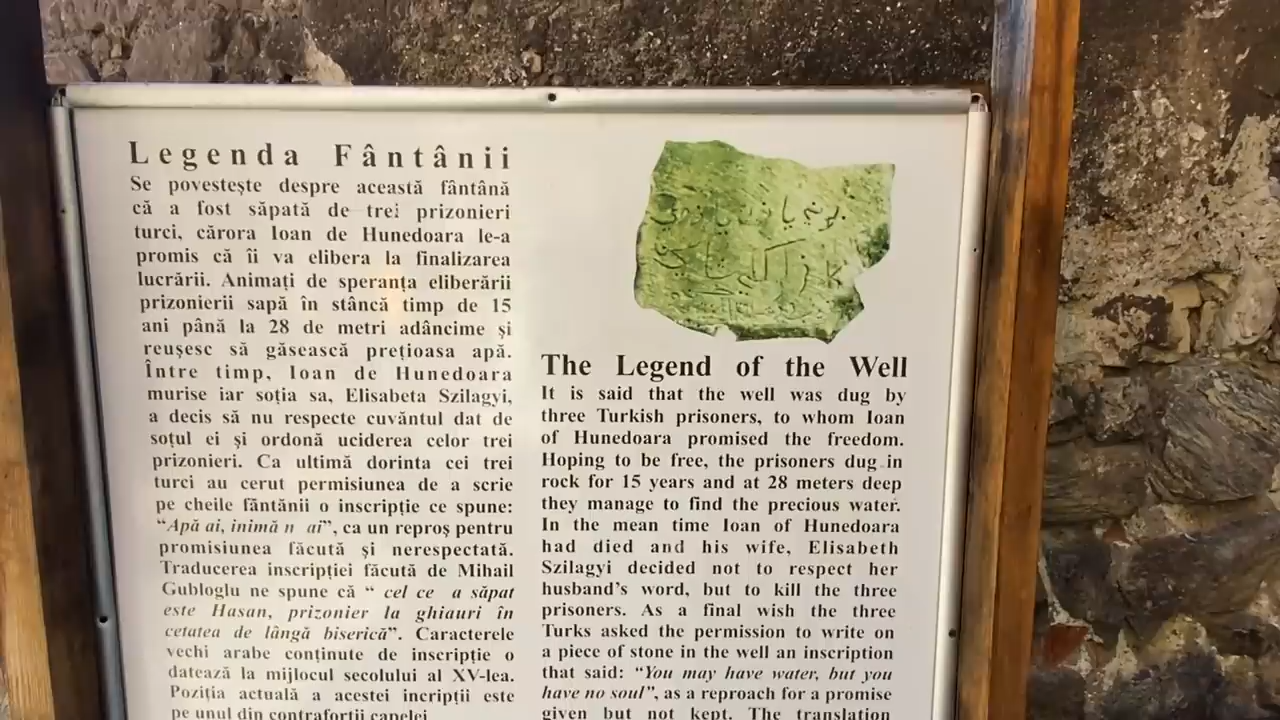 Legenda Fântânii
Se povesteşte despre această fântână
că a fost săpată de trei prizonieri
turci, cărora Ioan de Hunedoara le-a
promis că îi va elibera la finalizarea
lucrării. Animaţi de speranţa eliberării
prizonierii sapă în stâncă timp de 15
ani până la 28 de metri adâncime şi
reuşesc să găsească preţioasa apă.
Între timp, Ioan de Hunedoara
murise iar soţia sa, Elisabeta Szilagyi,
a decis să nu respecte cuvântul dat de
soţul ei şi ordonă uciderea celor trei
prizonieri. Ca ultimă dorinta cei trei
turci au cerut permisiunea de a scrie
pe cheile fântânii o inscripţie ce spune:
“Apă ai, inimă n ai”, ca un reproş pentru
promisiunea făcută şi nerespectată.
Traducerea inscripţiei făcută de Mihail
Gubloglu ne spune că “ cel ce a săpat
este Hasan, prizonier la ghiauri în
cetatea de lângă biserică”. Caracterele
vechi arabe conţinute de inscripţie o
datează la mijlocul secolului al XV-lea.
Poziţia actuală a acestei incripţii este
pe unul din contraforţii capelei
The Legend of the Well
It is said that the well was dug by
three Turkish prisoners, to whom Ioan
of Hunedoara promised the freedom.
Hoping to be free, the prisoners dug in
rock for 15 years and at 28 meters deep
they manage to find the precious water.
In the mean time Ioan of Hunedoara
had died and his wife, Elisabeth
Szilagyi decided not to respect her
husband’s word, but to kill the three
prisoners. As a final wish the three
Turks asked the permission to write on
a piece of stone in the well an inscription
that said: “You may have water, but you
have no soul”, as a reproach for a promise
given but not kept. The translation